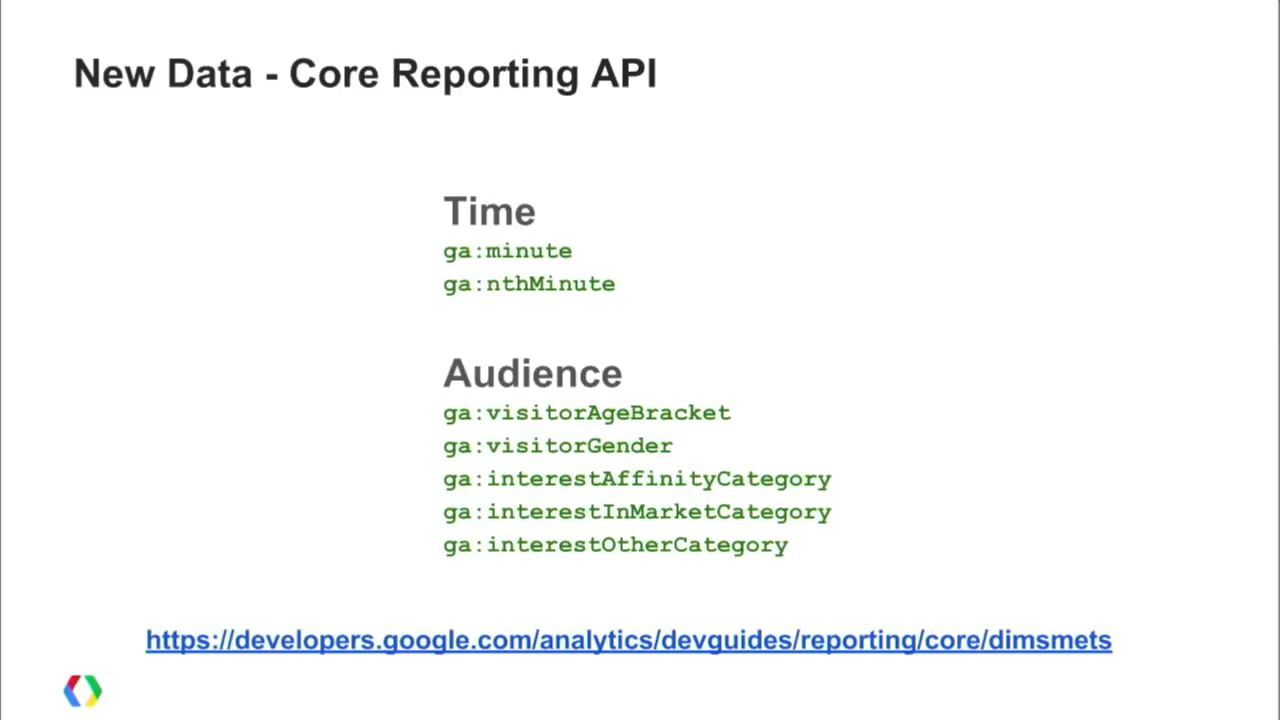 New Data - Core Reporting API
Time
ga:minute
ga:nthMinute
Audience
ga:visitorAgeBracket
ga:visitorGender
ga:interestAffinityCategory
ga:interestInMarketCategory
ga:interestOtherCategory
https://developers.google.com/analytics/devguides/reporting/core/dimsmets